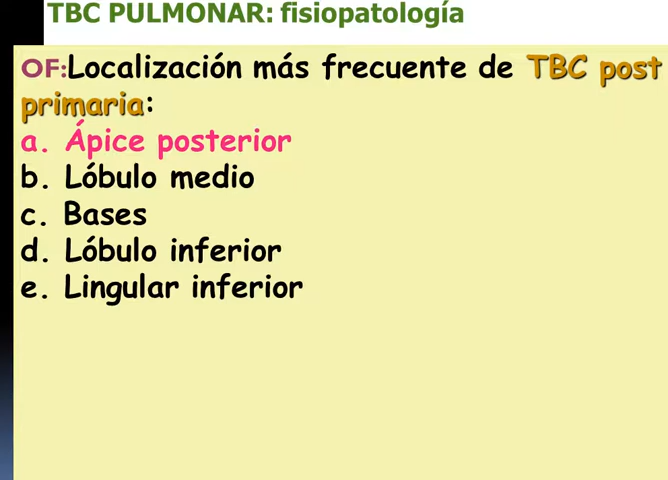 TBC PULMONAR: fisiopatología
OF:Localización más frecuente de TBC post
primaria:
a. Ápice posterior
b. Lóbulo medio
c. Bases
d. Lóbulo inferior
e. Lingular inferior